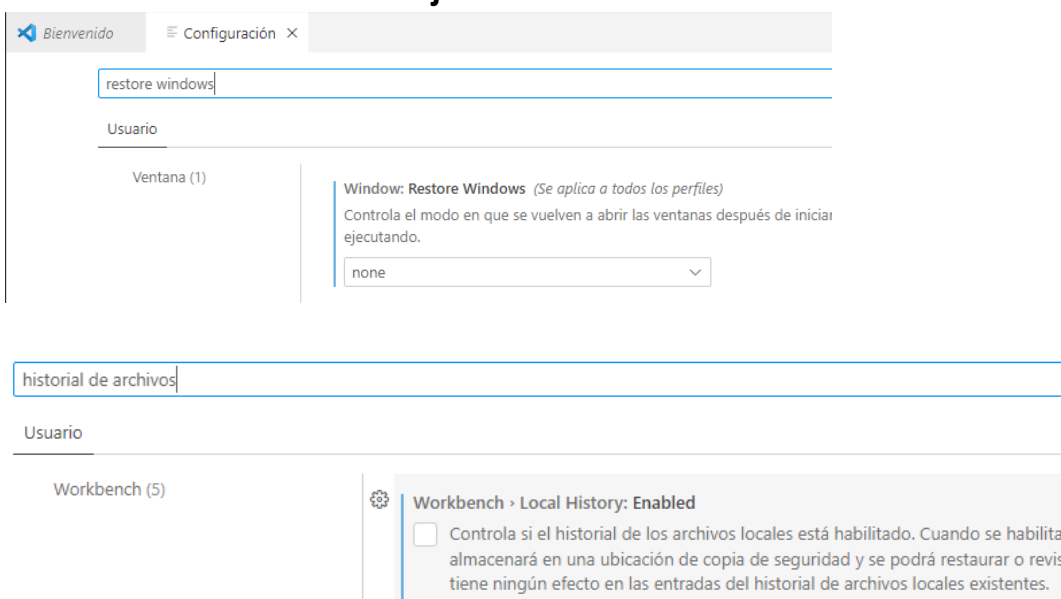 Bienvenido Configuración
restore windows
Usuario
Ventana (1)
Window: Restore Windows (Se aplica a todos los perfiles)
Controla el modo en que se vuelven a abrir las ventanas después de iniciar
ejecutando.
none
historial de archivos
Usuario
Workbench (5)
Workbench › Local History: Enabled
Controla si el historial de los archivos locales está habilitado. Cuando se habilita
almacenará en una ubicación de copia de seguridad y se podrá restaurar o revis
tiene ningún efecto en las entradas del historial de archivos locales existentes.